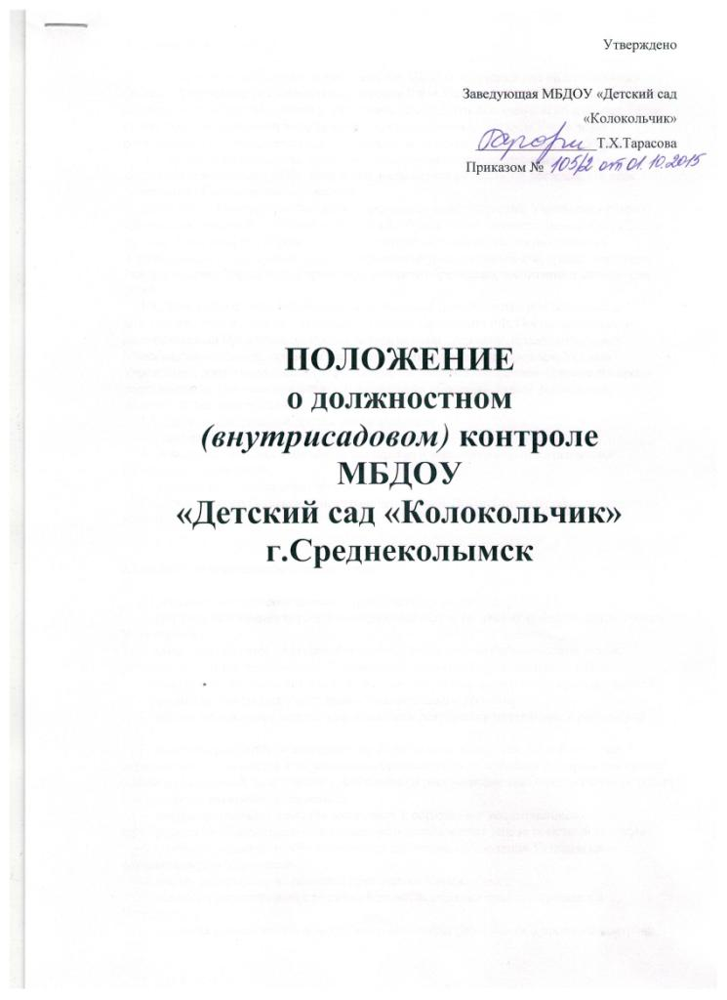 Утверждено
Заведующая МБДОУ «Детский сад
«Колокольчик»
Т.Х.Тарасова
Приказом № 105/2 от 01.10.2015
ПОЛОЖЕНИЕ
о должностном
(внутрисадовом) контроле
МБДОУ
«Детский сад «Колокольчик»
г.Среднеколымск